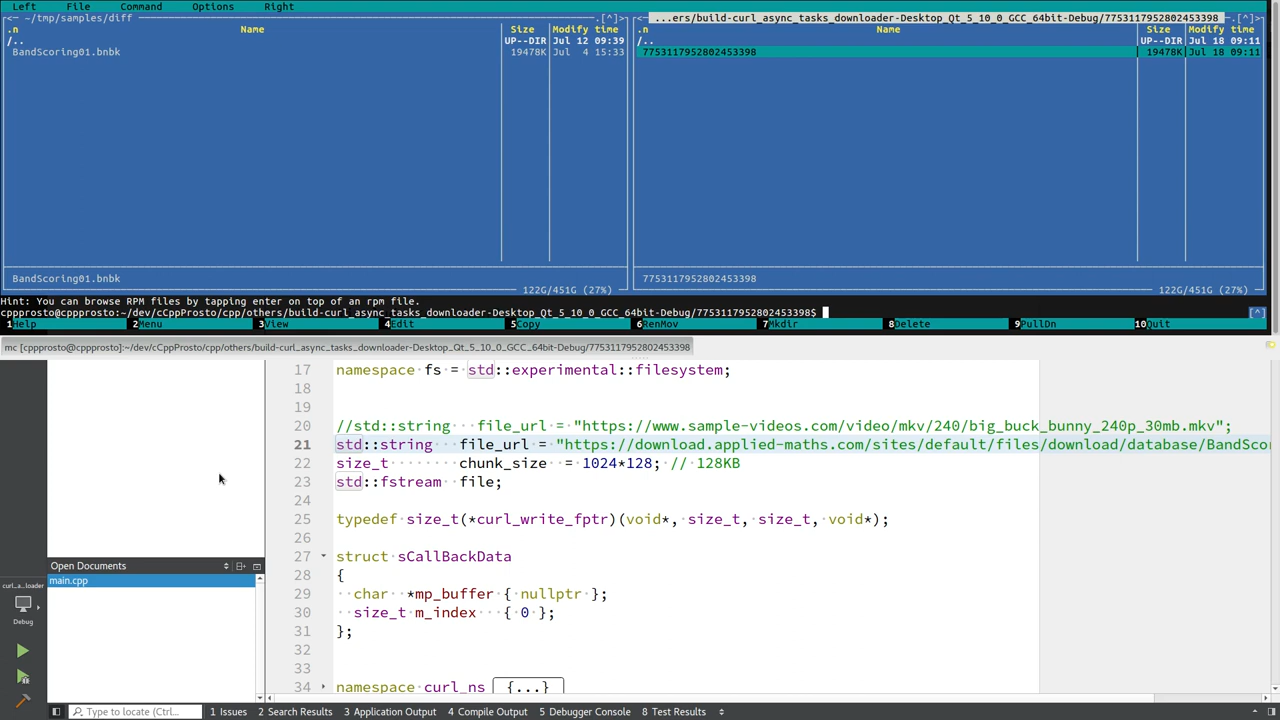 Left File Command Options Right
<─ ~/tmp/samples/diff .[^]>
.n Name Size Modify time
/.. UP--DIR Jul 12 09:39
BandScoring01.bnbk 19478K Jul 4 15:33
BandScoring01.bnbk
122G/451G (27%)
<─ ...ers/build-curl_async_tasks_downloader-Desktop_Qt_5_10_0_GCC_64bit-Debug/7753117952802453398 .[^]>
.n Name Size Modify time
/.. UP--DIR Jul 18 09:11
7753117952802453398 19478K Jul 18 09:11
7753117952802453398
122G/451G (27%)
Hint: You can browse RPM files by tapping enter on top of an rpm file.
cppprosto@cppprosto:~/dev/cCppProsto/cpp/others/build-curl_async_tasks_downloader-Desktop_Qt_5_10_0_GCC_64bit-Debug/7753117952802453398$ [^]
1Help 2Menu 3View 4Edit 5Copy 6RenMov 7Mkdir 8Delete 9PullDn 10Quit
mc [cppprosto@cppprosto]:~/dev/cCppProsto/cpp/others/build-curl_async_tasks_downloader-Desktop_Qt_5_10_0_GCC_64bit-Debug/7753117952802453398
17 namespace fs = std::experimental::filesystem;
18
19
20 //std::string file_url = "https://www.sample-videos.com/video/mkv/240/big_buck_bunny_240p_30mb.mkv";
21 std::string file_url = "https://download.applied-maths.com/sites/default/files/download/database/BandSco
22 size_t chunk_size = 1024*128; // 128KB
23 std::fstream file;
24
25 typedef size_t(*curl_write_fptr)(void*, size_t, size_t, void*);
26
27 struct sCallBackData
28 {
29 char *mp_buffer { nullptr };
30 size_t m_index { 0 };
31 };
32
33
34 namespace curl_ns {...}
Open Documents
main.cpp
curl_a...loader
Debug
Type to locate (Ctrl... 1 Issues 2 Search Results 3 Application Output 4 Compile Output 5 Debugger Console 8 Test Results